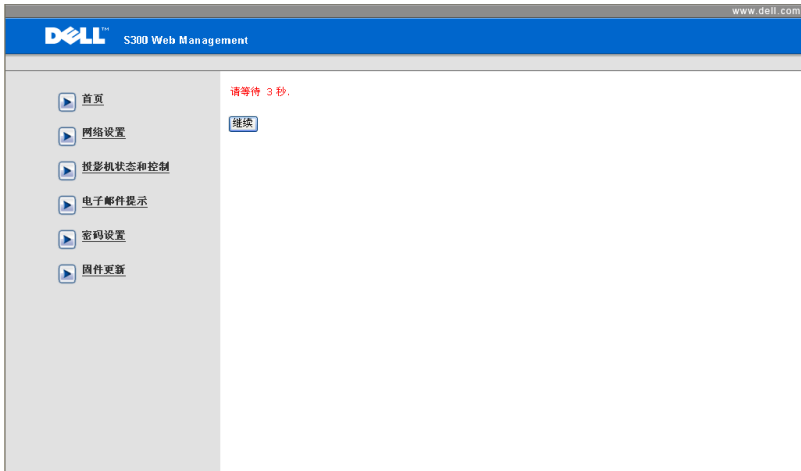 www.dell.com
DELL™ S300 Web Management
首页
网络设置
投影机状态和控制
电子邮件提示
密码设置
固件更新
请等待 3 秒.
继续